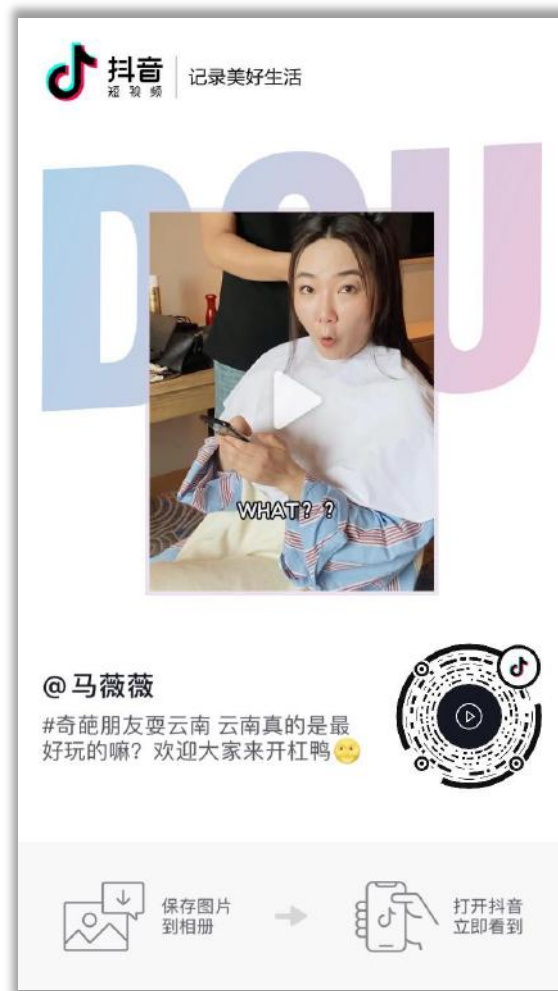 抖音
短视频
记录美好生活
DOU
WHAT? ?
@马薇薇
#奇葩朋友耍云南 云南真的是最
好玩的嘛？欢迎大家来开杠鸭😬
保存图片
到相册
打开抖音
立即看到